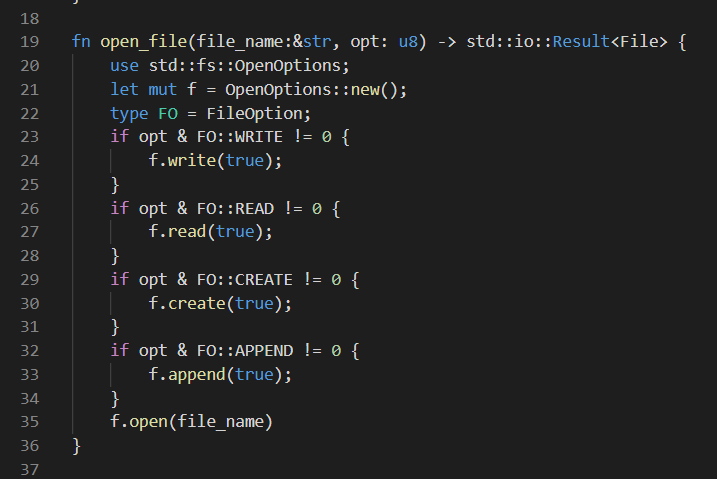 18
19 fn open_file(file_name:&str, opt: u8) -> std::io::Result<File> {
20     use std::fs::OpenOptions;
21     let mut f = OpenOptions::new();
22     type FO = FileOption;
23     if opt & FO::WRITE != 0 {
24         f.write(true);
25     }
26     if opt & FO::READ != 0 {
27         f.read(true);
28     }
29     if opt & FO::CREATE != 0 {
30         f.create(true);
31     }
32     if opt & FO::APPEND != 0 {
33         f.append(true);
34     }
35     f.open(file_name)
36 }
37